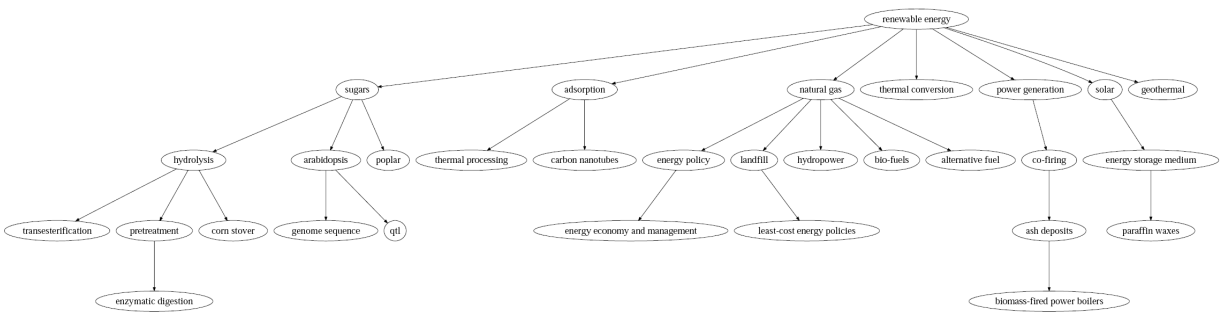 renewable energy
sugars
adsorption
natural gas
thermal conversion
power generation
solar
geothermal
hydrolysis
arabidopsis
poplar
thermal processing
carbon nanotubes
energy policy
landfill
hydropower
bio-fuels
alternative fuel
co-firing
energy storage medium
transesterification
pretreatment
corn stover
genome sequence
qtl
energy economy and management
least-cost energy policies
ash deposits
paraffin waxes
enzymatic digestion
biomass-fired power boilers